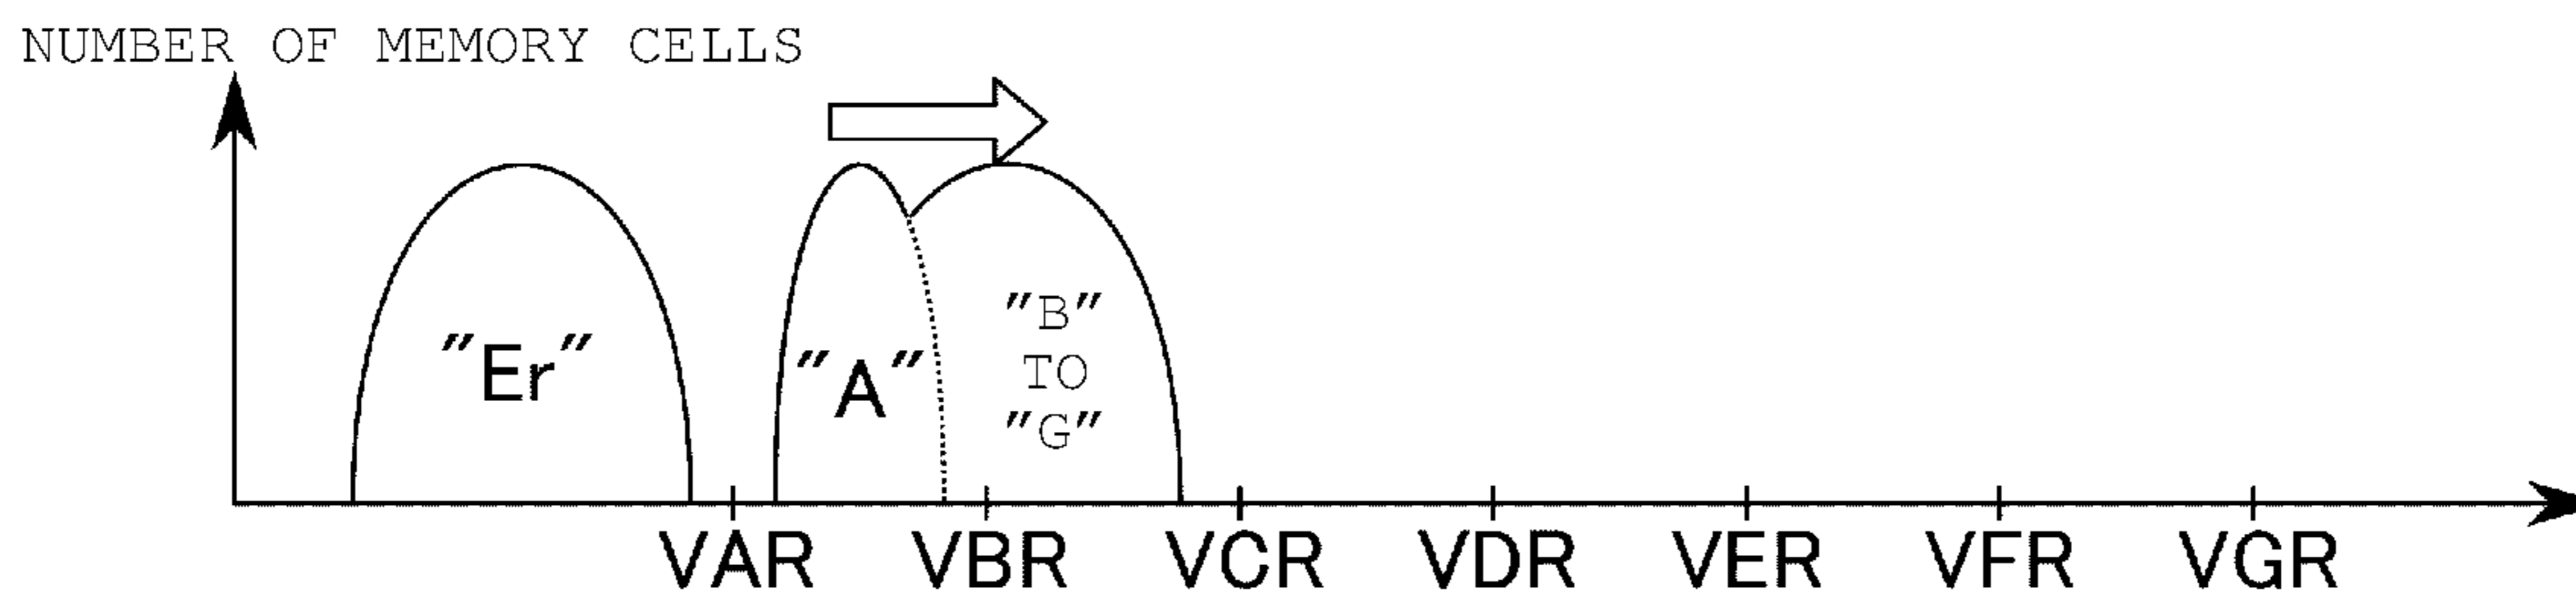 NUMBER OF MEMORY CELLS
"Er"
"A"
"B"
TO
"G"
VAR VBR VCR VDR VER VFR VGR